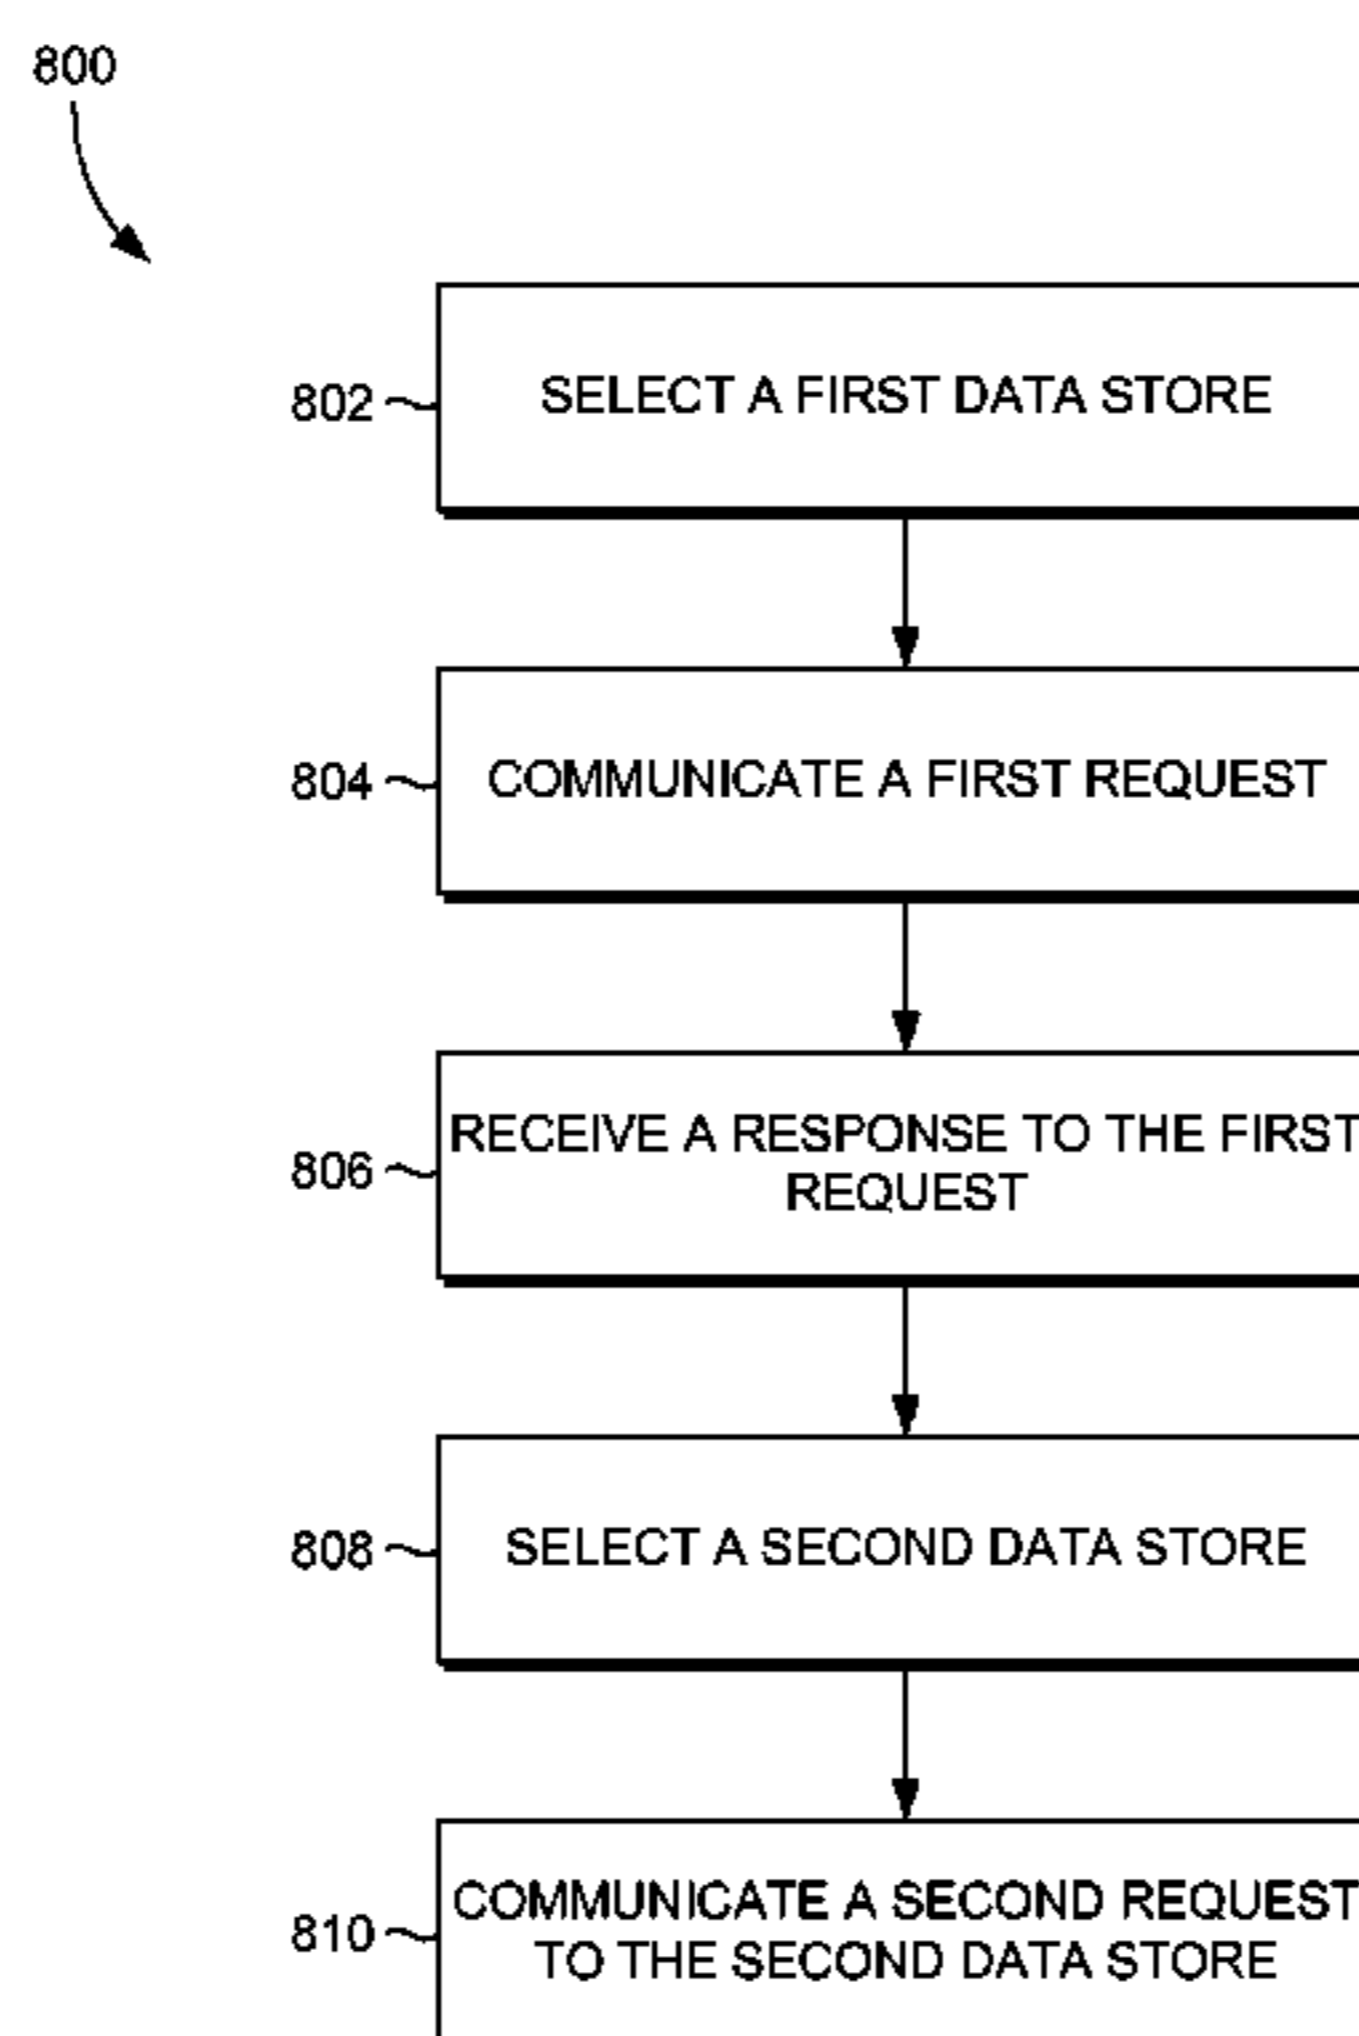 800
802
SELECT A FIRST DATA STORE
804
COMMUNICATE A FIRST REQUEST
806
RECEIVE A RESPONSE TO THE FIRST
REQUEST
808
SELECT A SECOND DATA STORE
810
COMMUNICATE A SECOND REQUEST
TO THE SECOND DATA STORE